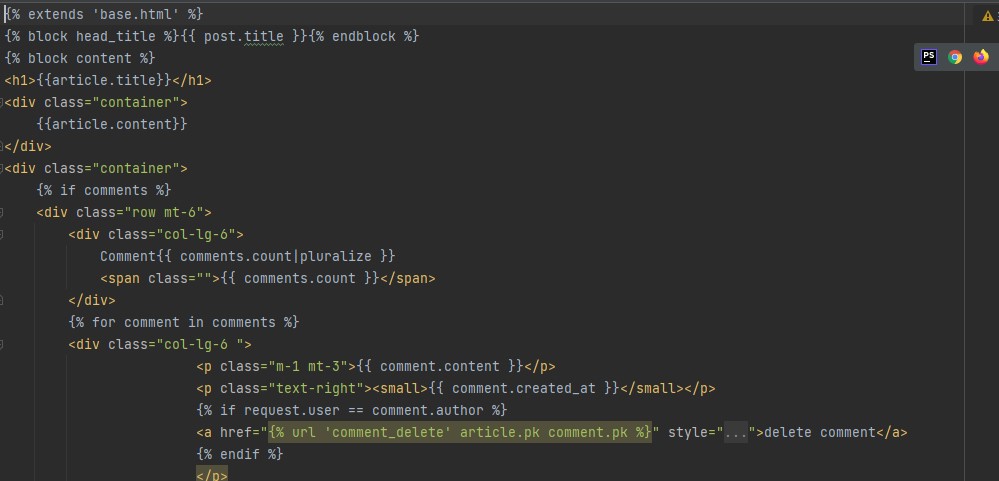 {% extends 'base.html' %}
{% block head_title %}{{ post.title }}{% endblock %}
{% block content %}
PS
<h1>{{article.title}}</h1>
<div class="container">
    {{article.content}}
</div>
<div class="container">
    {% if comments %}
    <div class="row mt-6">
        <div class="col-lg-6">
            Comment{{ comments.count|pluralize }}
            <span class="">{{ comments.count }}</span>
        </div>
        {% for comment in comments %}
        <div class="col-lg-6 ">
                        <p class="m-1 mt-3">{{ comment.content }}</p>
                        <p class="text-right"><small>{{ comment.created_at }}</small></p>
                        {% if request.user == comment.author %}
                        <a href="{% url 'comment_delete' article.pk comment.pk %}" style="...">delete comment</a>
                        {% endif %}
                        </p>